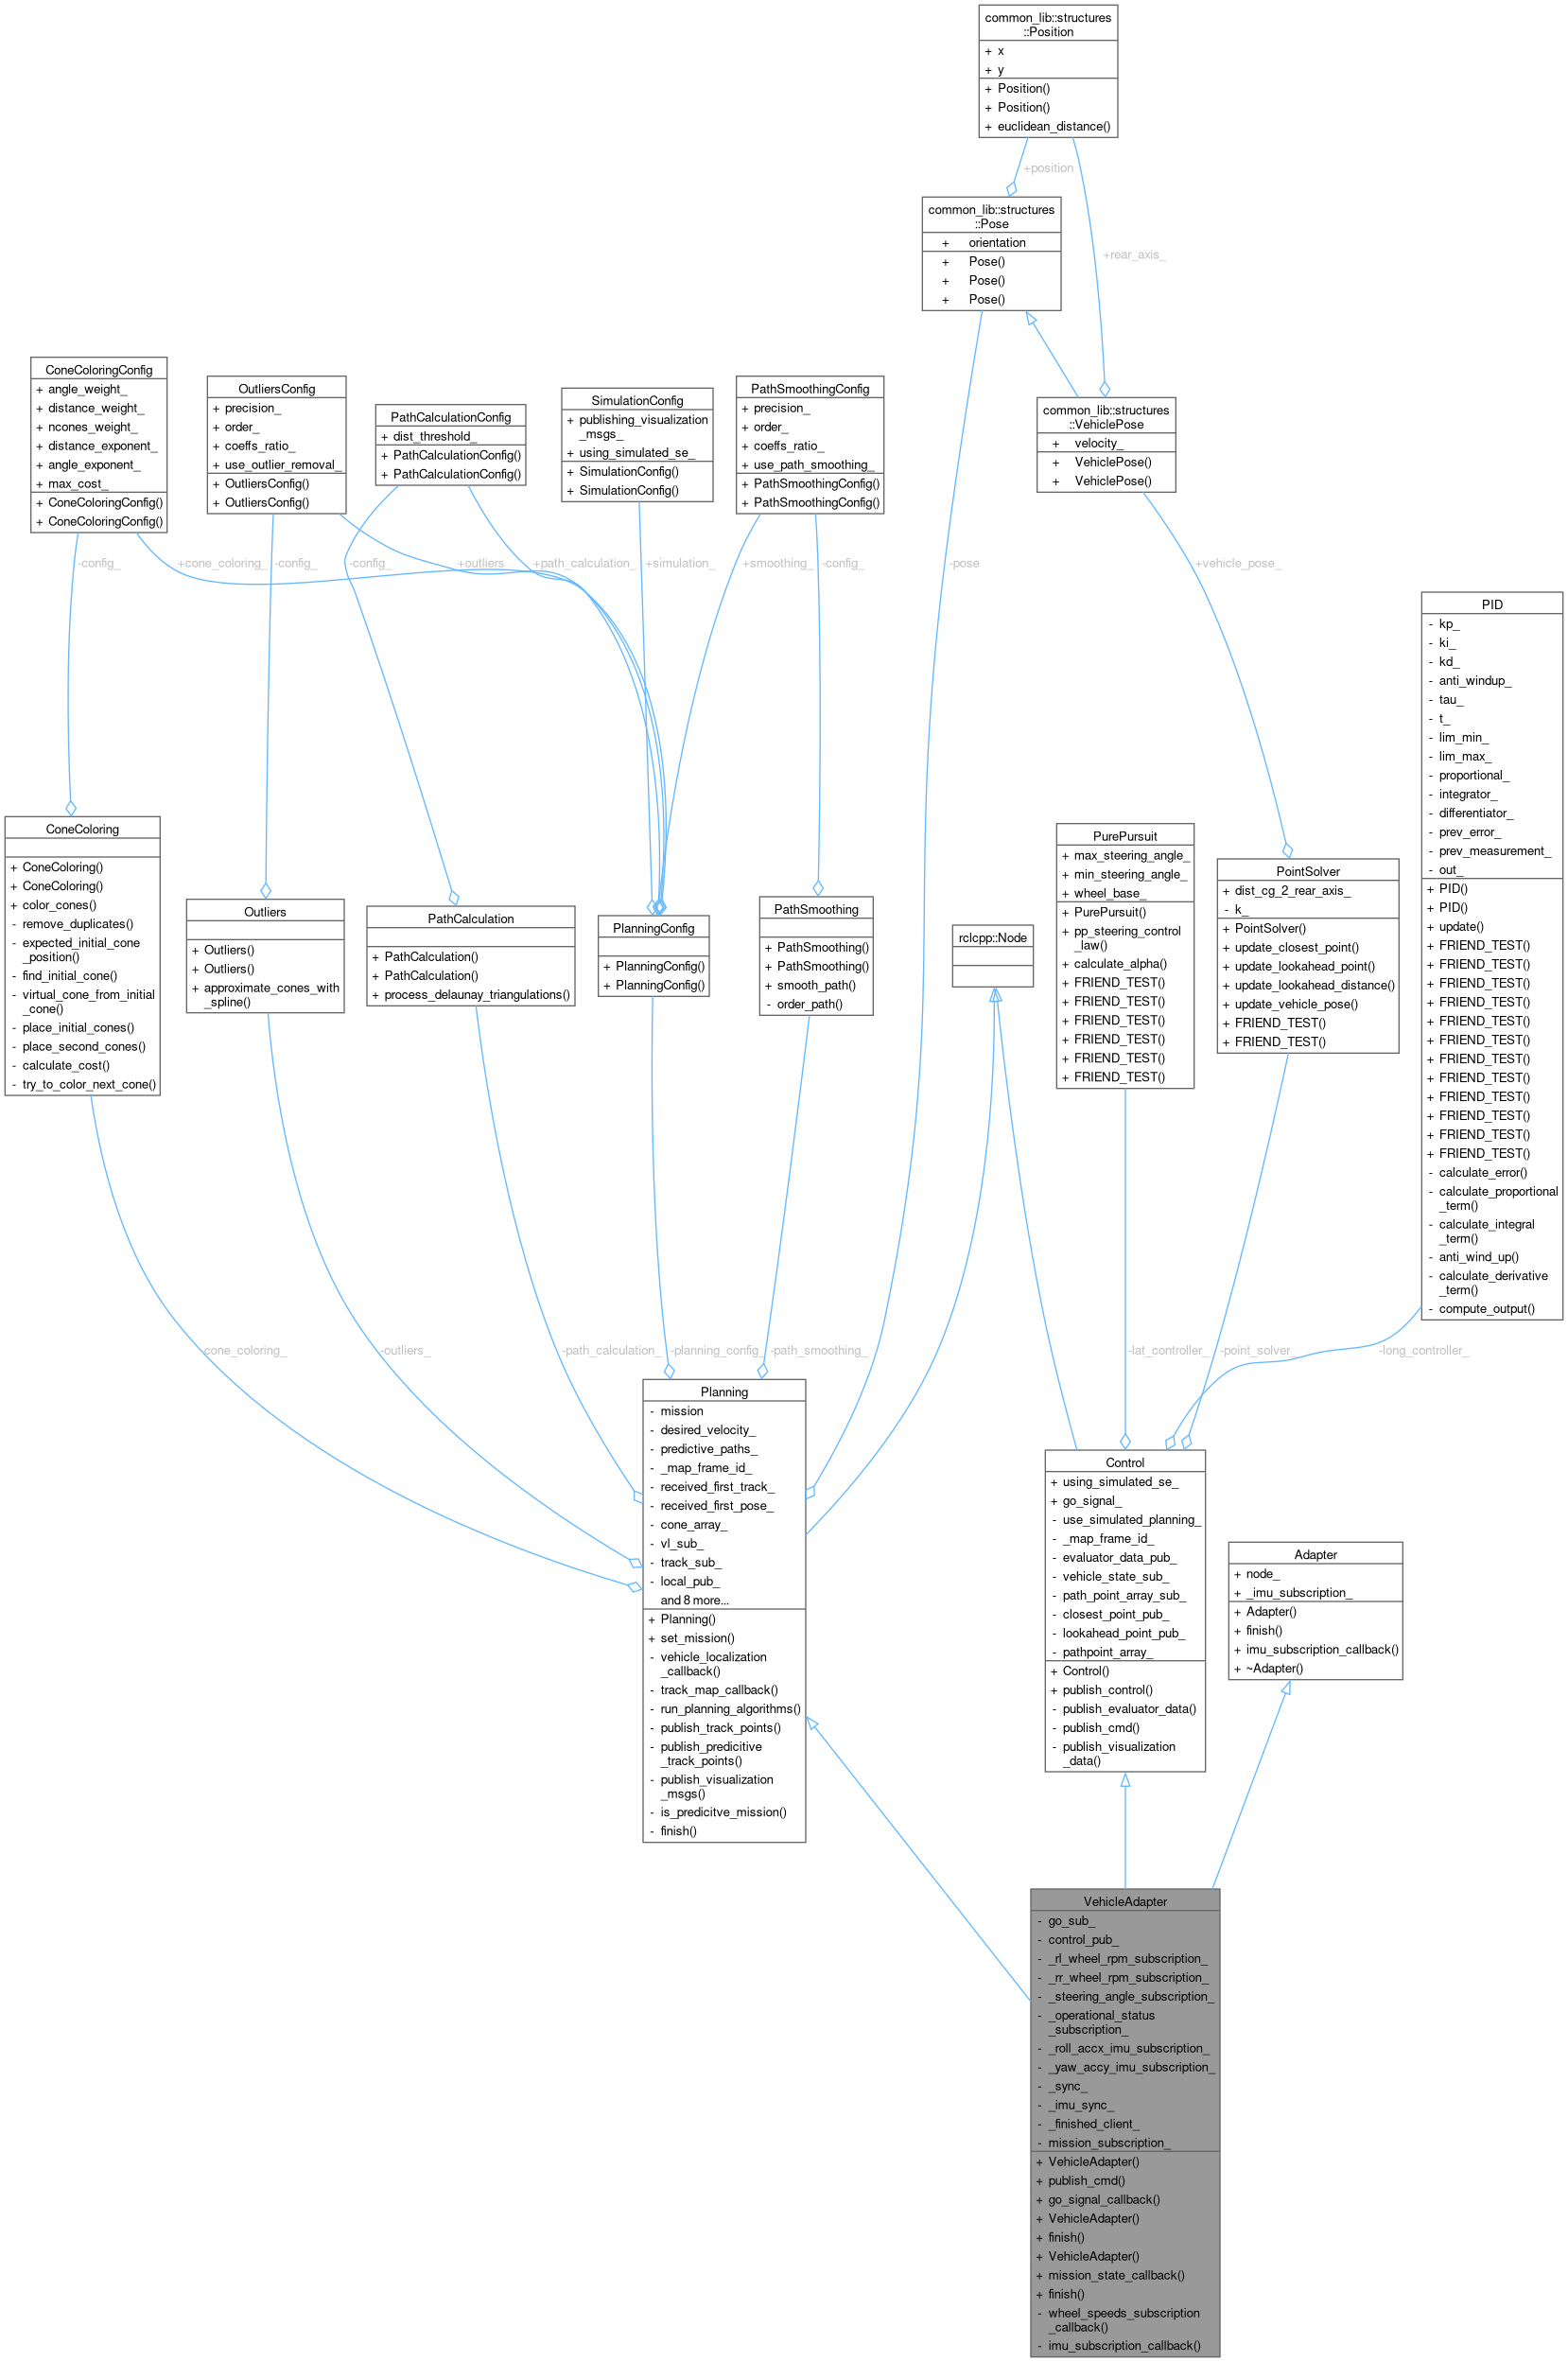 common_lib::structures
::Position
+ x
+ y
+ Position()
+ Position()
+ euclidean_distance()
+position
+rear_axis_
common_lib::structures
::Pose
+ orientation
+ Pose()
+ Pose()
+ Pose()
common_lib::structures
::VehiclePose
+ velocity_
+ VehiclePose()
+ VehiclePose()
ConeColoringConfig
+ angle_weight_
+ distance_weight_
+ ncones_weight_
+ distance_exponent_
+ angle_exponent_
+ max_cost_
+ ConeColoringConfig()
+ ConeColoringConfig()
OutliersConfig
+ precision_
+ order_
+ coeffs_ratio_
+ use_outlier_removal_
+ OutliersConfig()
+ OutliersConfig()
PathCalculationConfig
+ dist_threshold_
+ PathCalculationConfig()
+ PathCalculationConfig()
SimulationConfig
+ publishing_visualization
_msgs_
+ using_simulated_se_
+ SimulationConfig()
+ SimulationConfig()
PathSmoothingConfig
+ precision_
+ order_
+ coeffs_ratio_
+ use_path_smoothing_
+ PathSmoothingConfig()
+ PathSmoothingConfig()
-config_
+cone_coloring_
-config_
-config_
+outliers_
+path_calculation_
+simulation_
+smoothing_
-config_
-pose
+vehicle_pose_
PID
- kp_
- ki_
- kd_
- anti_windup_
- tau_
- t_
- lim_min_
- lim_max_
- proportional_
- integrator_
- differentiator_
- prev_error_
- prev_measurement_
- out_
+ PID()
+ PID()
+ update()
+ FRIEND_TEST()
+ FRIEND_TEST()
+ FRIEND_TEST()
+ FRIEND_TEST()
+ FRIEND_TEST()
+ FRIEND_TEST()
+ FRIEND_TEST()
+ FRIEND_TEST()
+ FRIEND_TEST()
+ FRIEND_TEST()
+ FRIEND_TEST()
+ FRIEND_TEST()
- calculate_error()
- calculate_proportional
_term()
- calculate_integral
_term()
- anti_wind_up()
- calculate_derivative
_term()
- compute_output()
ConeColoring
+ ConeColoring()
+ ConeColoring()
+ color_cones()
- remove_duplicates()
- expected_initial_cone
_position()
- find_initial_cone()
- virtual_cone_from_initial
_cone()
- place_initial_cones()
- place_second_cones()
- calculate_cost()
- try_to_color_next_cone()
Outliers
+ Outliers()
+ Outliers()
+ approximate_cones_with
_spline()
PathCalculation
+ PathCalculation()
+ PathCalculation()
+ process_delaunay_triangulations()
PlanningConfig
+ PlanningConfig()
+ PlanningConfig()
PathSmoothing
+ PathSmoothing()
+ PathSmoothing()
+ smooth_path()
- order_path()
rclcpp::Node
PurePursuit
+ max_steering_angle_
+ min_steering_angle_
+ wheel_base_
+ PurePursuit()
+ pp_steering_control
_law()
+ calculate_alpha()
+ FRIEND_TEST()
+ FRIEND_TEST()
+ FRIEND_TEST()
+ FRIEND_TEST()
+ FRIEND_TEST()
+ FRIEND_TEST()
PointSolver
+ dist_cg_2_rear_axis_
- k_
+ PointSolver()
+ update_closest_point()
+ update_lookahead_point()
+ update_lookahead_distance()
+ update_vehicle_pose()
+ FRIEND_TEST()
+ FRIEND_TEST()
-cone_coloring_
-outliers_
-path_calculation_
-planning_config_
-path_smoothing_
-lat_controller_
-point_solver_
-long_controller_
Planning
- mission
- desired_velocity_
- predictive_paths_
- _map_frame_id_
- received_first_track_
- received_first_pose_
- cone_array_
- vl_sub_
- track_sub_
- local_pub_
and 8 more...
+ Planning()
+ set_mission()
- vehicle_localization
_callback()
- track_map_callback()
- run_planning_algorithms()
- publish_track_points()
- publish_predicitive
_track_points()
- publish_visualization
_msgs()
- is_predicitve_mission()
- finish()
Control
+ using_simulated_se_
+ go_signal_
- use_simulated_planning_
- _map_frame_id_
- evaluator_data_pub_
- vehicle_state_sub_
- path_point_array_sub_
- closest_point_pub_
- lookahead_point_pub_
- pathpoint_array_
+ Control()
+ publish_control()
- publish_evaluator_data()
- publish_cmd()
- publish_visualization
_data()
Adapter
+ node_
+ _imu_subscription_
+ Adapter()
+ finish()
+ imu_subscription_callback()
+ ~Adapter()
VehicleAdapter
- go_sub_
- control_pub_
- _rl_wheel_rpm_subscription_
- _rr_wheel_rpm_subscription_
- _steering_angle_subscription_
- _operational_status
_subscription_
- _roll_accx_imu_subscription_
- _yaw_accy_imu_subscription_
- _sync_
- _imu_sync_
- _finished_client_
- mission_subscription_
+ VehicleAdapter()
+ publish_cmd()
+ go_signal_callback()
+ VehicleAdapter()
+ finish()
+ VehicleAdapter()
+ mission_state_callback()
+ finish()
- wheel_speeds_subscription
_callback()
- imu_subscription_callback()